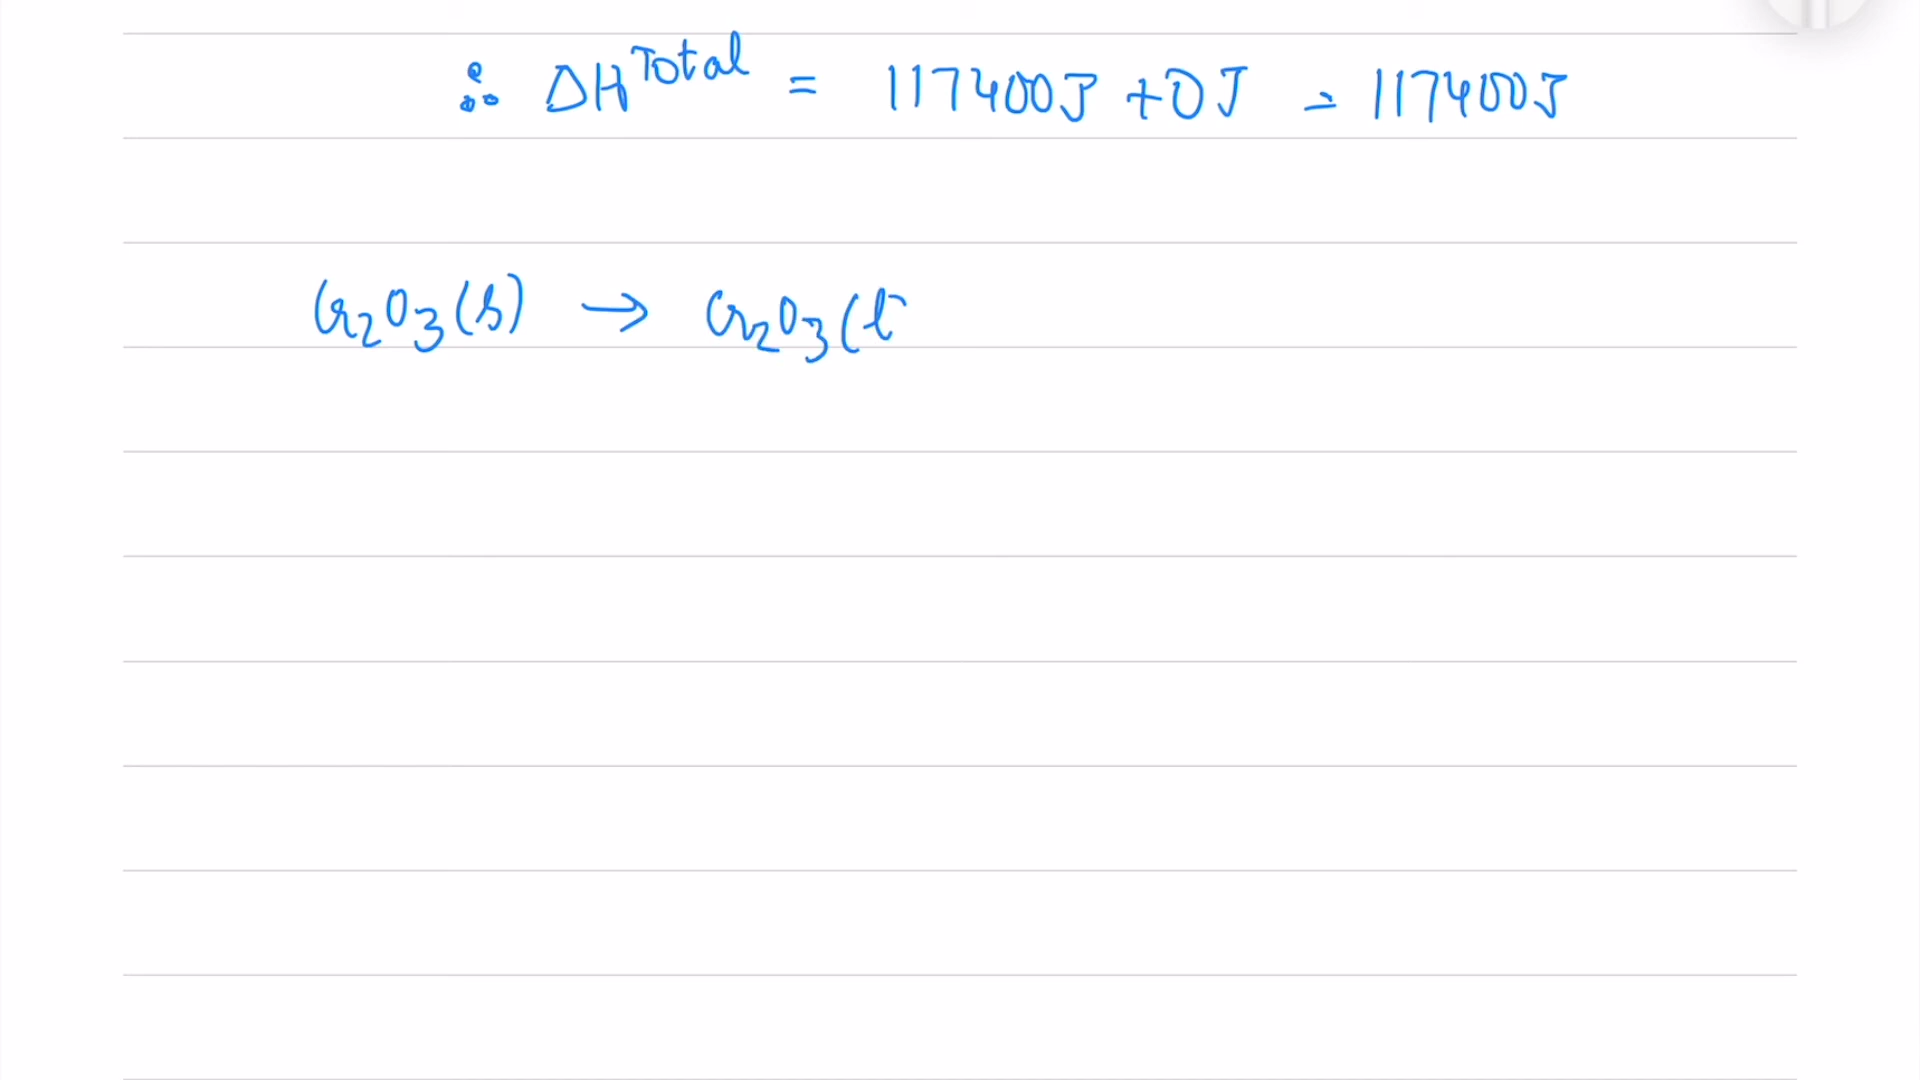 ∴ ΔH^Total = 117400J + 0J = 117400J
Cr₂O₃(s) → Cr₂O₃(l